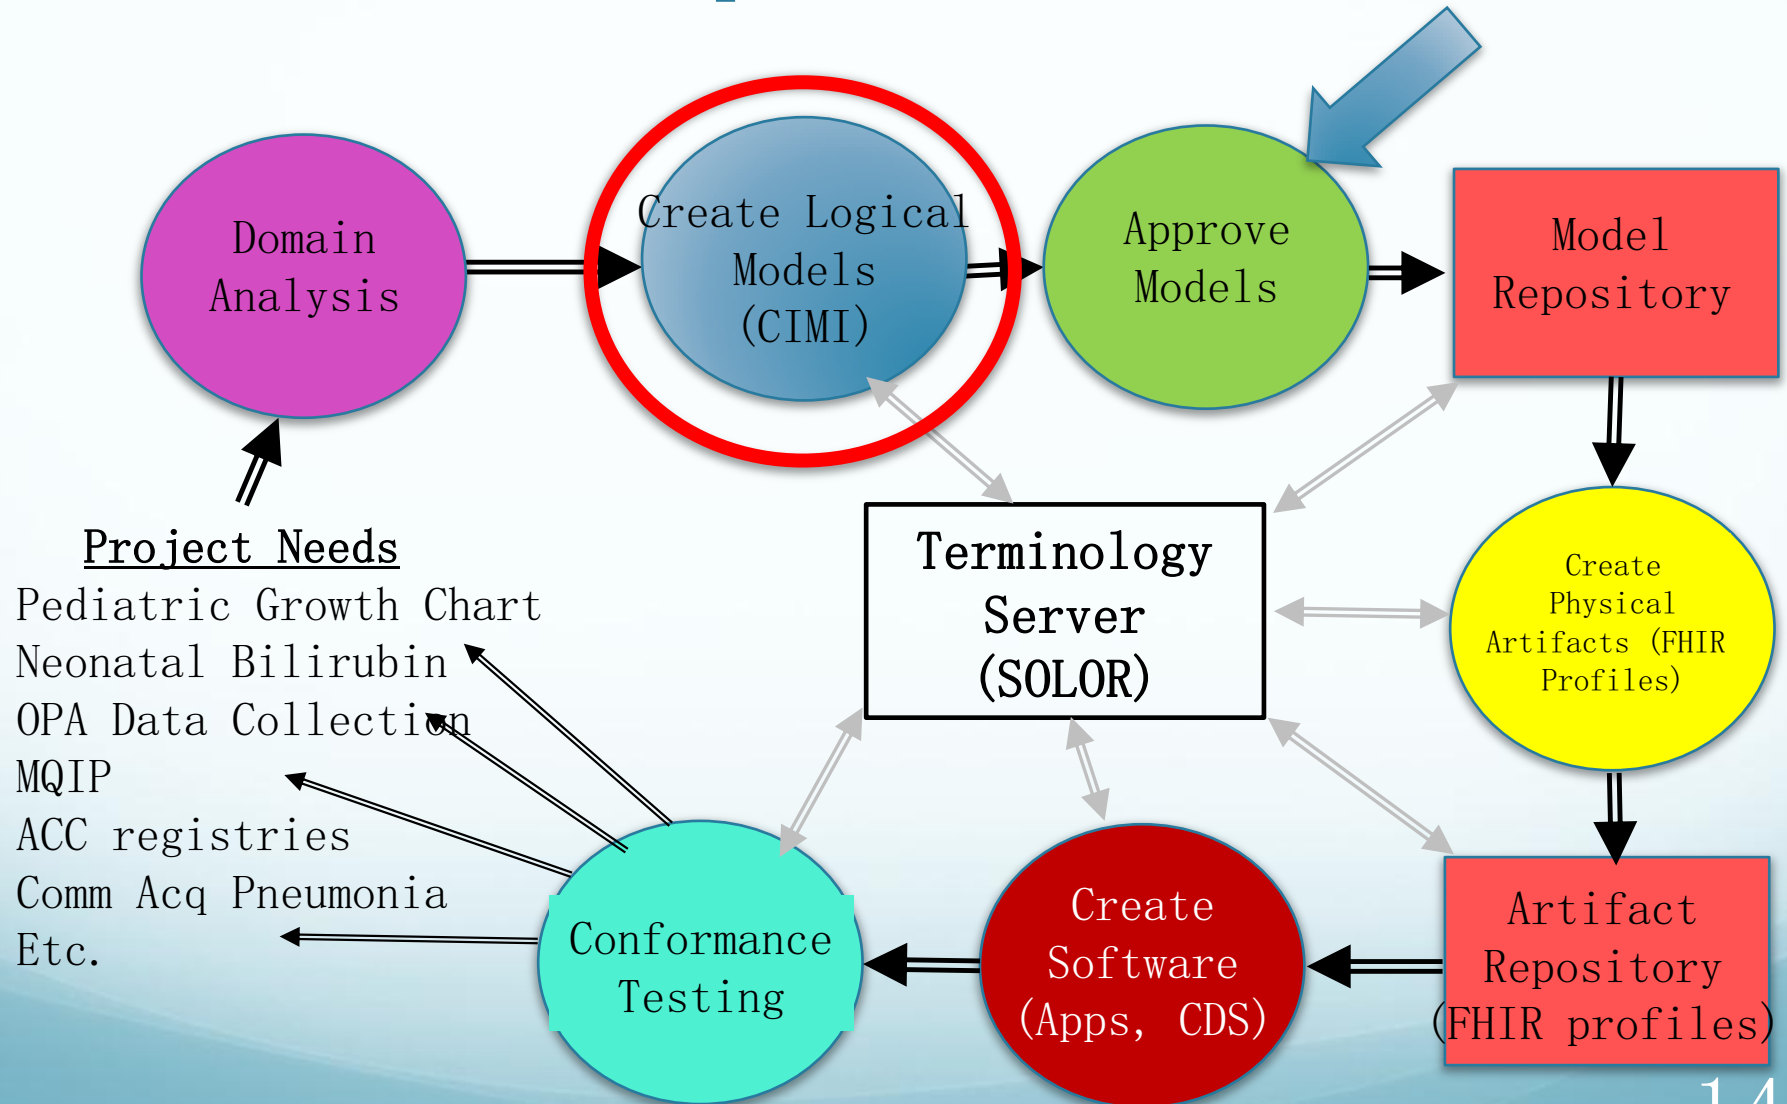 Domain
Analysis
Create Logical
Models
(CIMI)
Approve
Models
Model
Repository
Project Needs
Pediatric Growth Chart
Neonatal Bilirubin
OPA Data Collection
MQIP
ACC registries
Comm Acq Pneumonia
Etc.
Terminology
Server
(SOLOR)
Create
Physical
Artifacts (FHIR
Profiles)
Conformance
Testing
Create
Software
(Apps, CDS)
Artifact
Repository
(FHIR profiles)
14